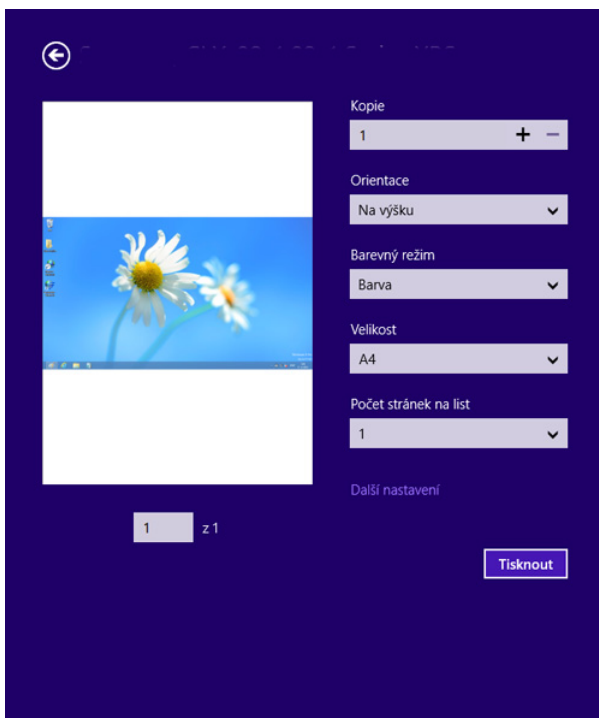 Kopie
1
Orientace
Na výšku
Barevný režim
Barva
Velikost
A4
Počet stránek na list
1
Další nastavení
1 z 1
Tisknout